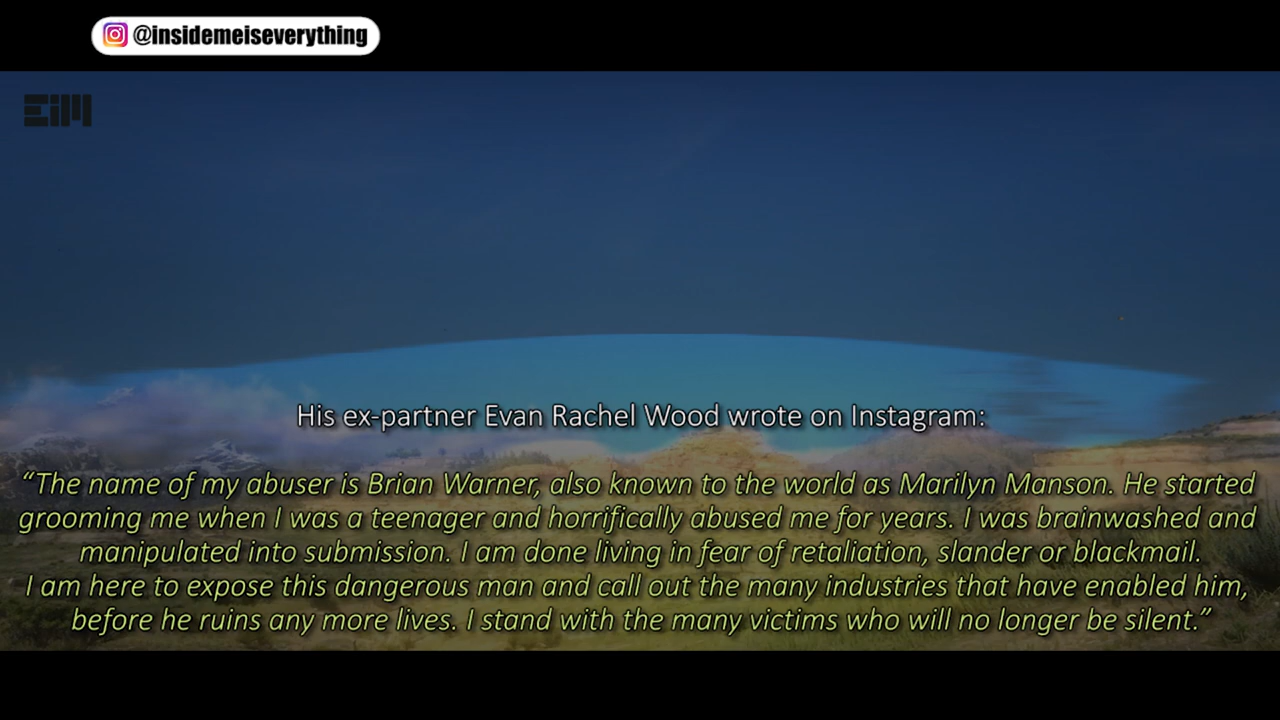 @insidemeiseverything
EIM
His ex-partner Evan Rachel Wood wrote on Instagram:
“The name of my abuser is Brian Warner, also known to the world as Marilyn Manson. He started
grooming me when I was a teenager and horrifically abused me for years. I was brainwashed and
manipulated into submission. I am done living in fear of retaliation, slander or blackmail.
I am here to expose this dangerous man and call out the many industries that have enabled him,
before he ruins any more lives. I stand with the many victims who will no longer be silent.”